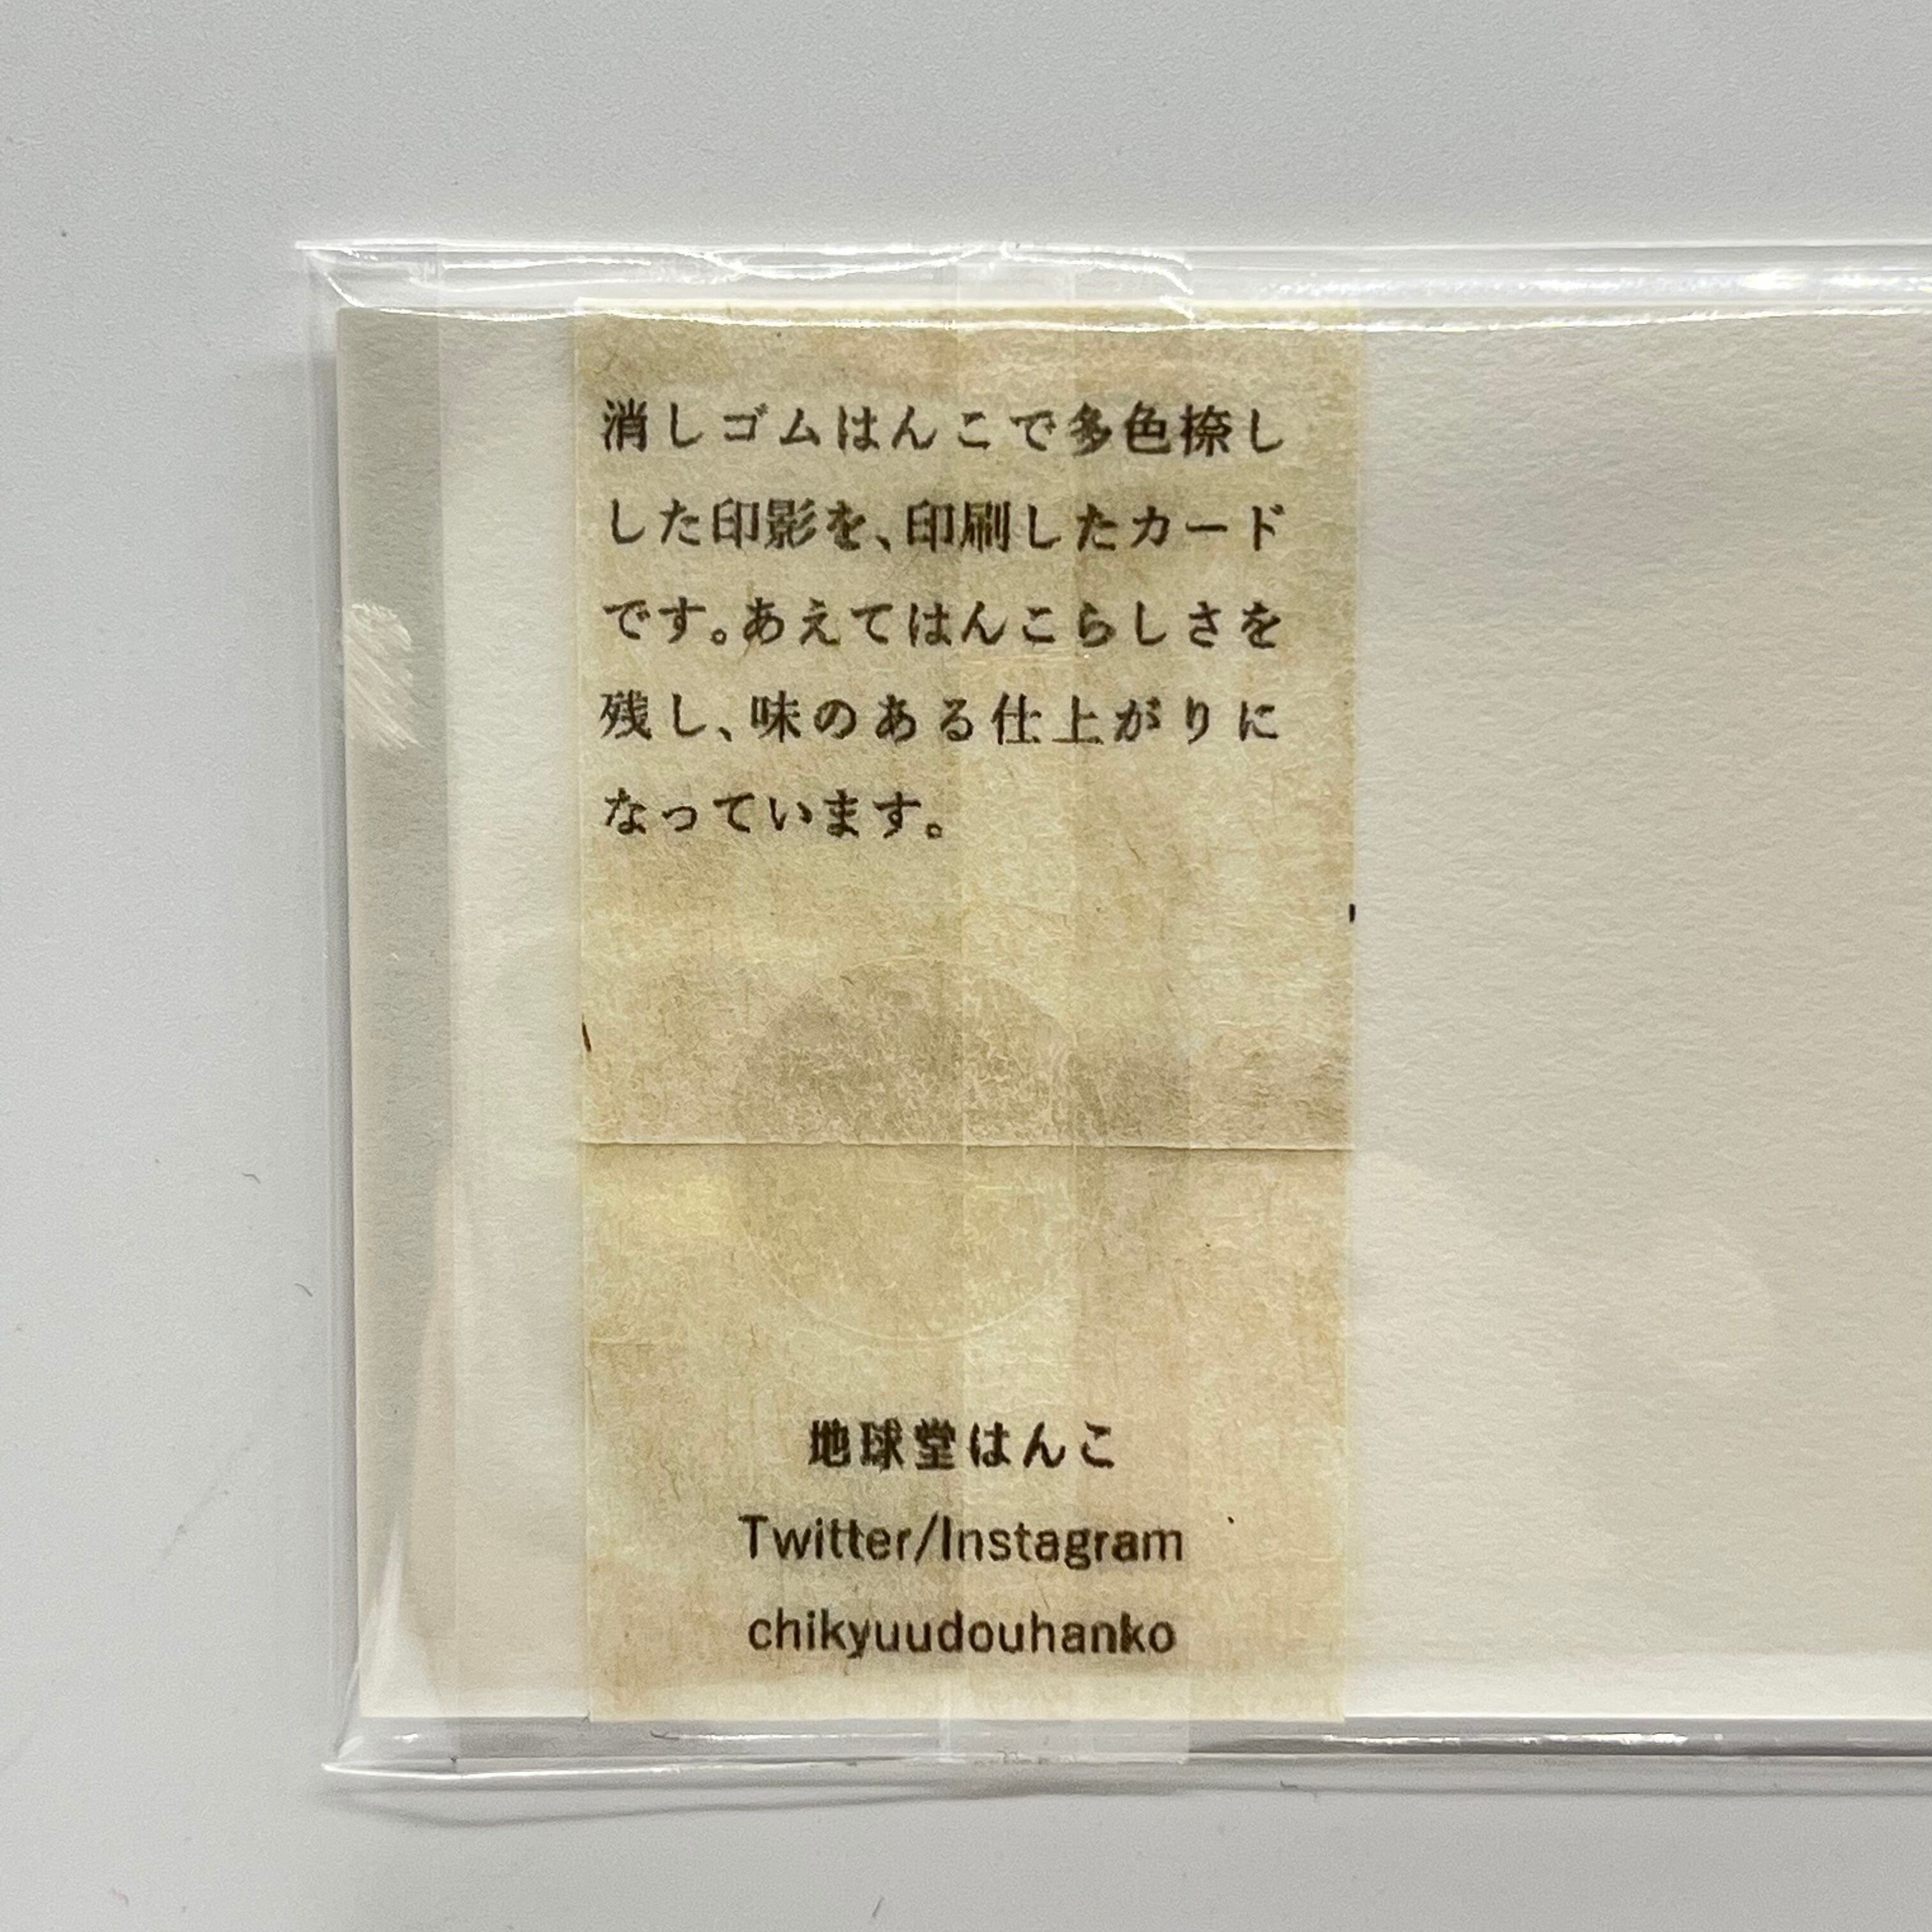 消しゴムはんこで多色捺し
した印影を、印刷したカード
です。あえてはんこらしさを
残し、味のある仕上がりに
なっています。
地球堂はんこ
Twitter/Instagram
chikyuudouhanko